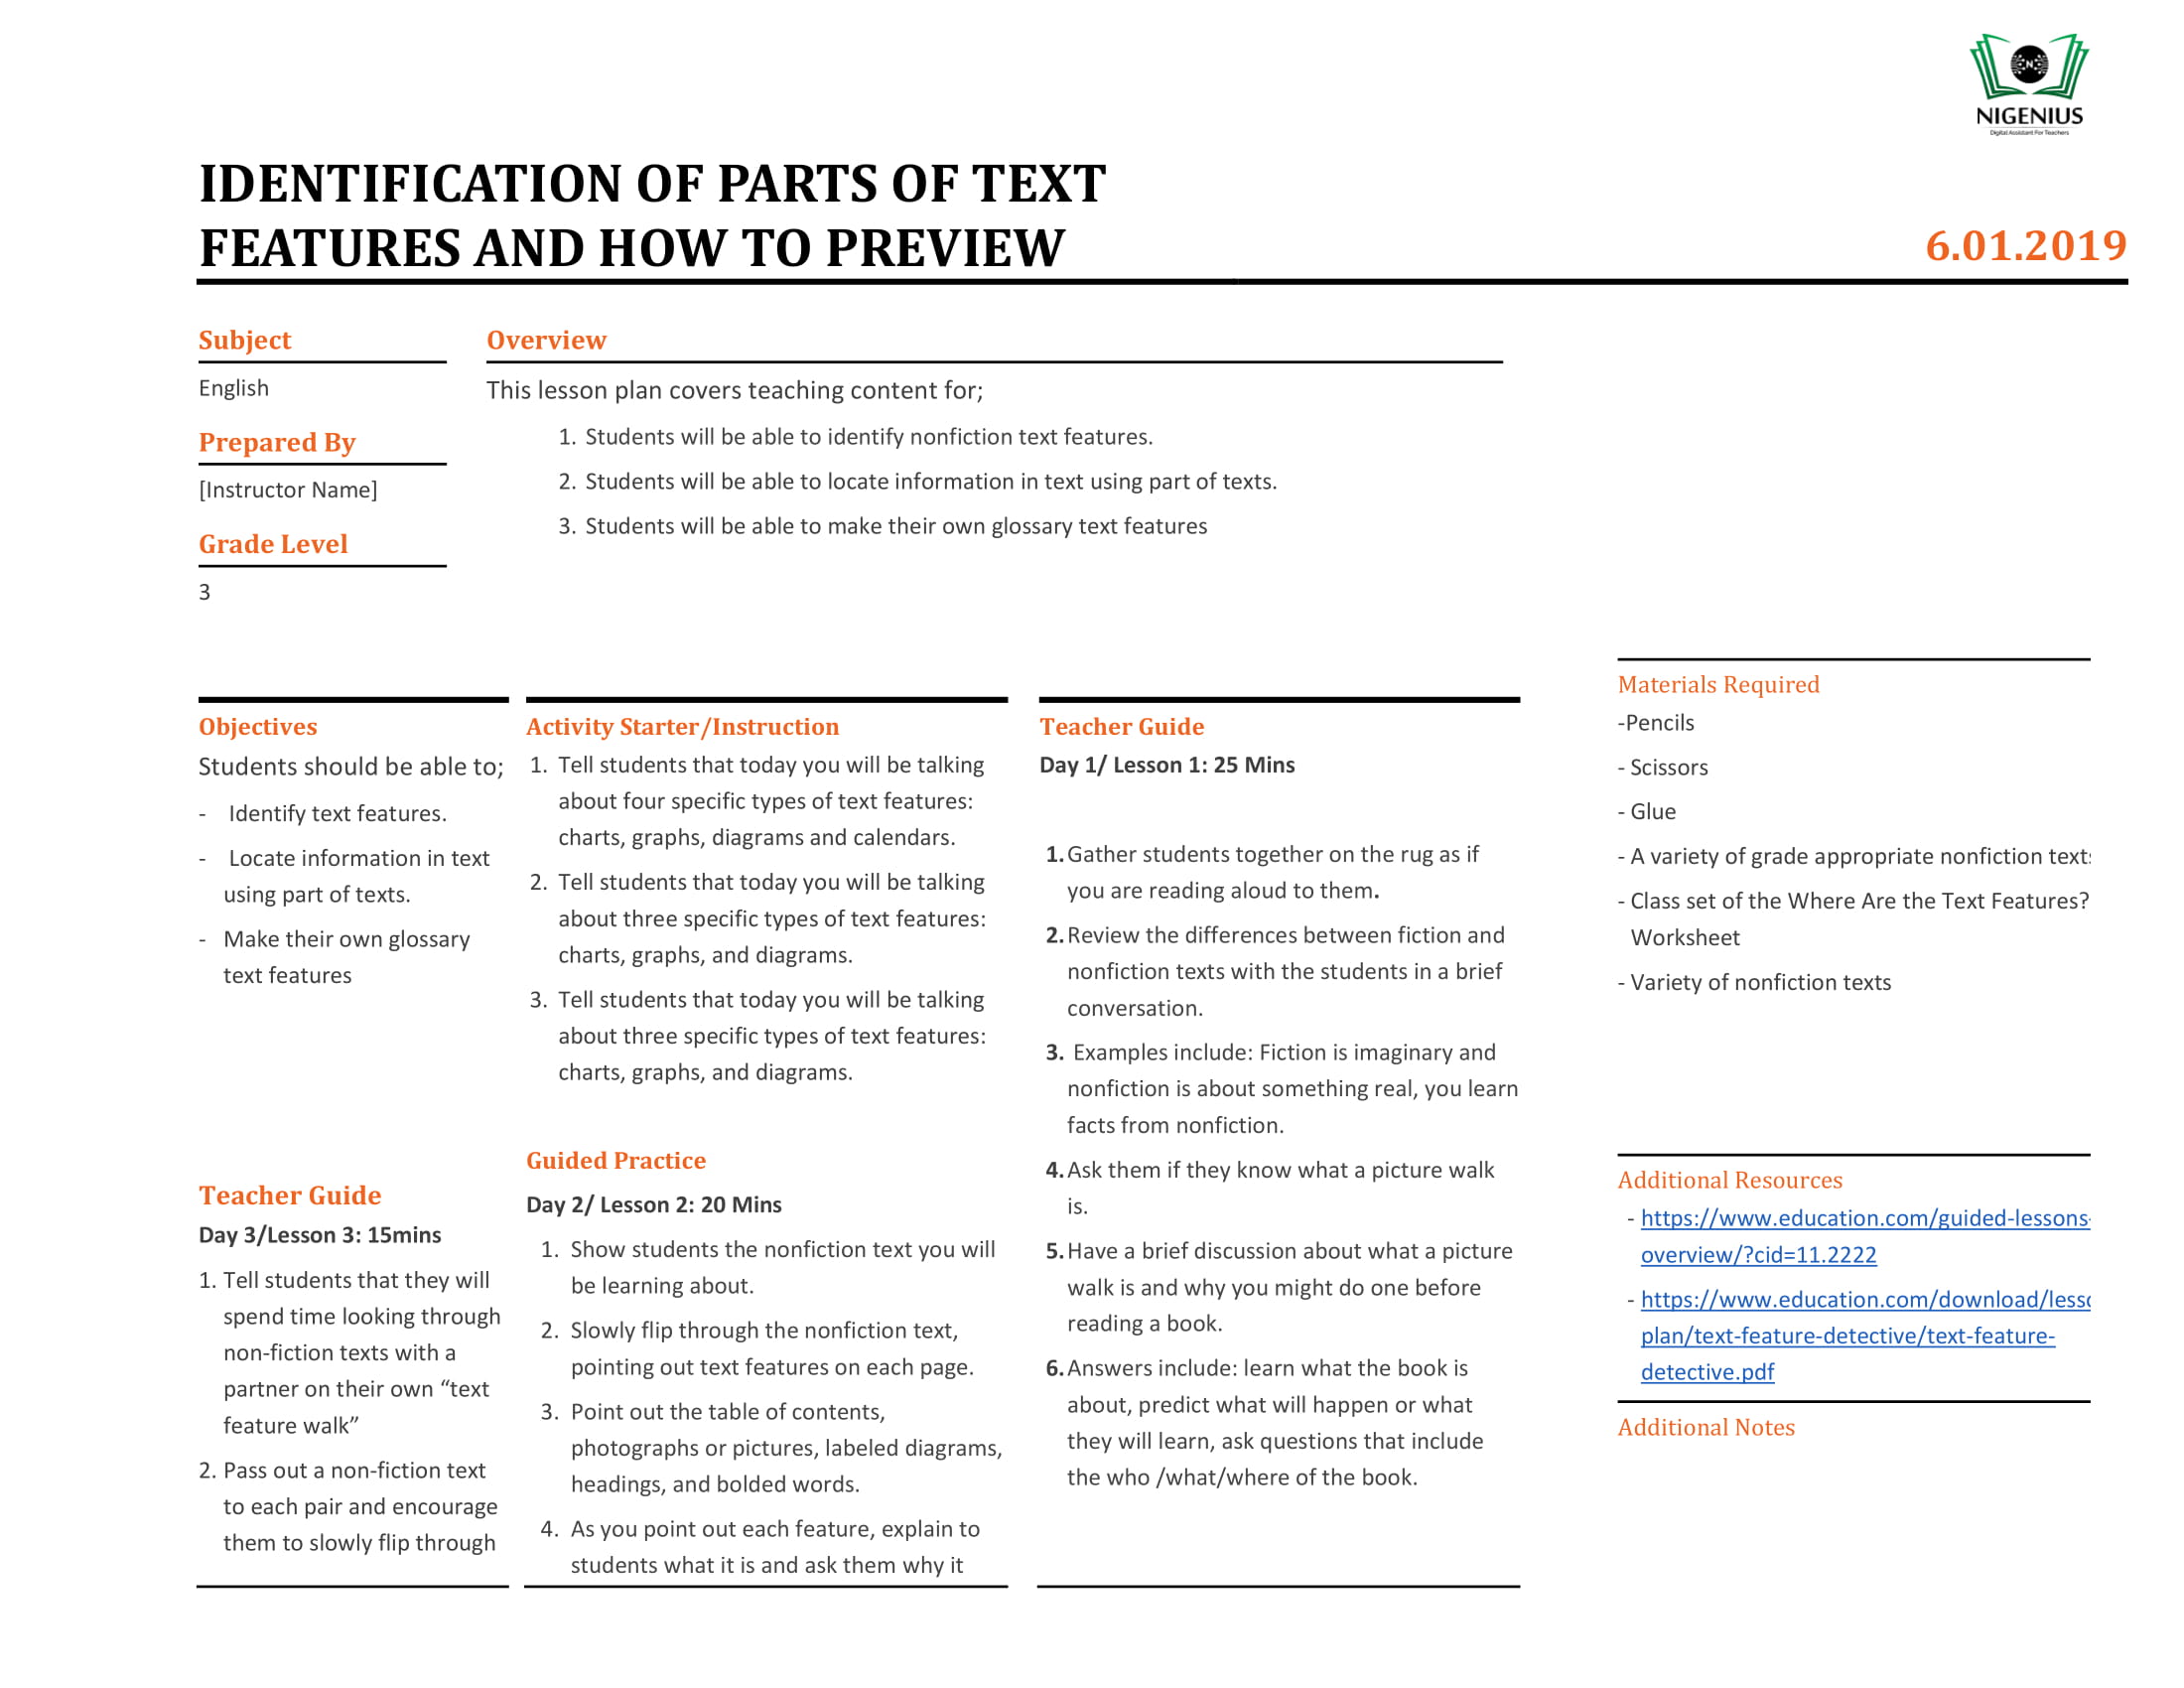 NIGENIUS
Digital Assistant For Teachers
IDENTIFICATION OF PARTS OF TEXT
FEATURES AND HOW TO PREVIEW
6.01.2019
Subject
English
Prepared By
[Instructor Name]
Grade Level
3
Overview
This lesson plan covers teaching content for;
1. Students will be able to identify nonfiction text features.
2. Students will be able to locate information in text using part of texts.
3. Students will be able to make their own glossary text features
Objectives
Students should be able to;
- Identify text features.
- Locate information in text
using part of texts.
- Make their own glossary
text features
Teacher Guide
Day 3/Lesson 3: 15mins
1. Tell students that they will
spend time looking through
non-fiction texts with a
partner on their own “text
feature walk”
2. Pass out a non-fiction text
to each pair and encourage
them to slowly flip through
Activity Starter/Instruction
1. Tell students that today you will be talking
about four specific types of text features:
charts, graphs, diagrams and calendars.
2. Tell students that today you will be talking
about three specific types of text features:
charts, graphs, and diagrams.
3. Tell students that today you will be talking
about three specific types of text features:
charts, graphs, and diagrams.
Guided Practice
Day 2/ Lesson 2: 20 Mins
1. Show students the nonfiction text you will
be learning about.
2. Slowly flip through the nonfiction text,
pointing out text features on each page.
3. Point out the table of contents,
photographs or pictures, labeled diagrams,
headings, and bolded words.
4. As you point out each feature, explain to
students what it is and ask them why it
Teacher Guide
Day 1/ Lesson 1: 25 Mins
1. Gather students together on the rug as if
you are reading aloud to them.
2. Review the differences between fiction and
nonfiction texts with the students in a brief
conversation.
3. Examples include: Fiction is imaginary and
nonfiction is about something real, you learn
facts from nonfiction.
4. Ask them if they know what a picture walk
is.
5. Have a brief discussion about what a picture
walk is and why you might do one before
reading a book.
6. Answers include: learn what the book is
about, predict what will happen or what
they will learn, ask questions that include
the who /what/where of the book.
Materials Required
-Pencils
- Scissors
- Glue
- A variety of grade appropriate nonfiction text
- Class set of the Where Are the Text Features?
Worksheet
- Variety of nonfiction texts
Additional Resources
- https://www.education.com/guided-lessons-
overview/?cid=11.2222
- https://www.education.com/download/less
plan/text-feature-detective/text-feature-
detective.pdf
Additional Notes